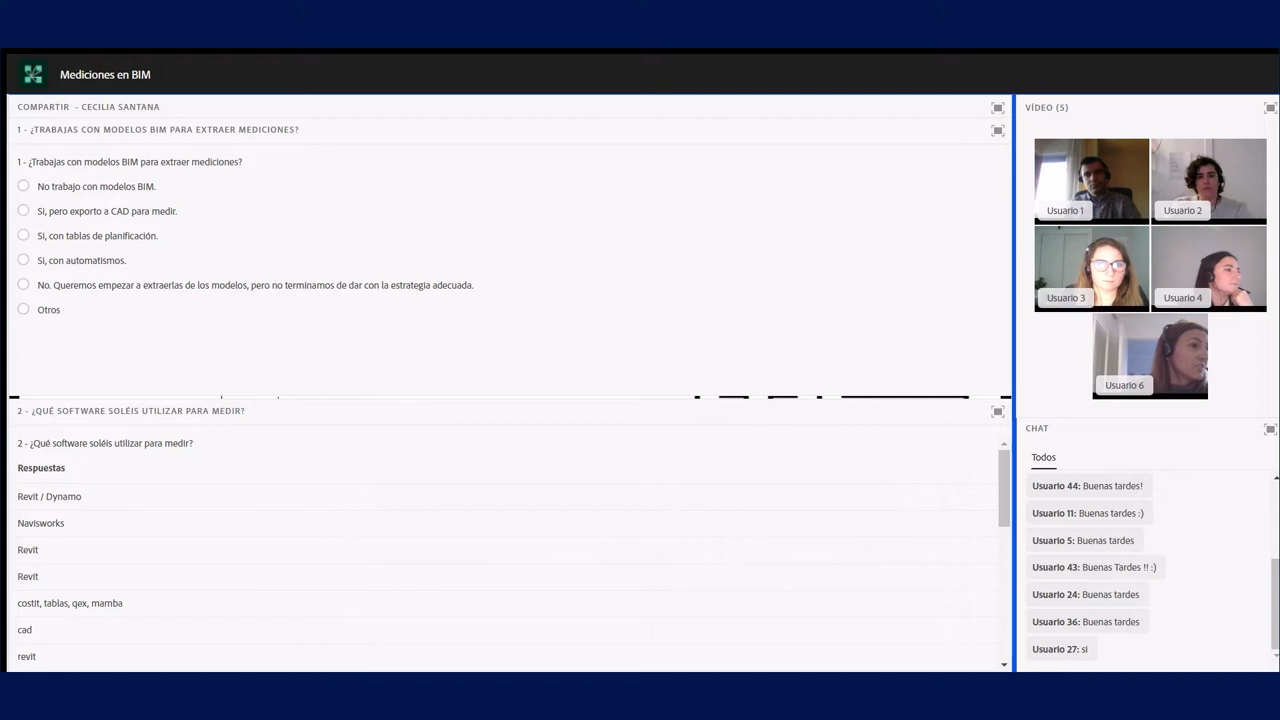 Mediciones en BIM
COMPARTIR - CECILIA SANTANA
1 - ¿TRABAJAS CON MODELOS BIM PARA EXTRAER MEDICIONES?
1 - ¿Trabajas con modelos BIM para extraer mediciones?
No trabajo con modelos BIM.
Si, pero exporto a CAD para medir.
Si, con tablas de planificación.
Si, con automatismos.
No. Queremos empezar a extraerlas de los modelos, pero no terminamos de dar con la estrategia adecuada.
Otros
2 - ¿QUÉ SOFTWARE SOLÉIS UTILIZAR PARA MEDIR?
2 - ¿Qué software soléis utilizar para medir?
Respuestas
Revit / Dynamo
Navisworks
Revit
Revit
costit, tablas, qex, mamba
cad
revit
VÍDEO (5)
Usuario 1
Usuario 2
Usuario 3
Usuario 4
Usuario 6
CHAT
Todos
Usuario 44: Buenas tardes!
Usuario 11: Buenas tardes :)
Usuario 5: Buenas tardes
Usuario 43: Buenas Tardes !! :)
Usuario 24: Buenas tardes
Usuario 36: Buenas tardes
Usuario 27: si